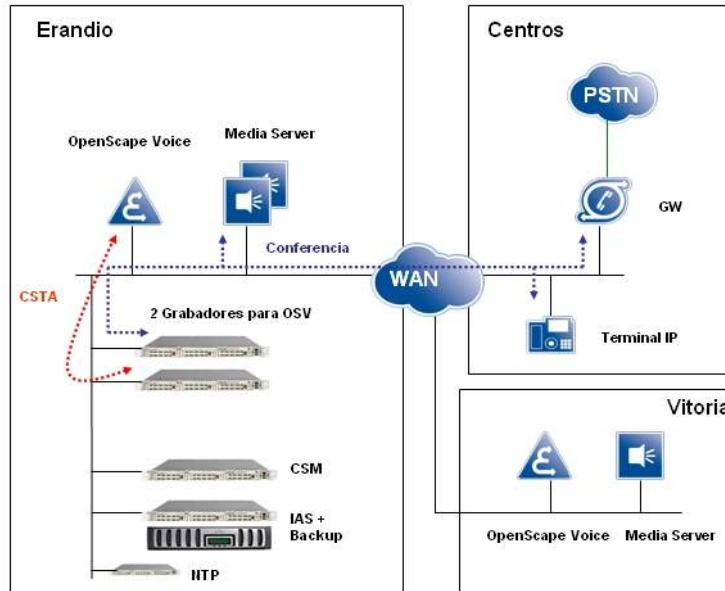 Erandio
OpenScape Voice
Media Server
Conferencia
CSTA
2 Grabadores para OSV
CSM
IAS +
Backup
NTP
WAN
Centros
PSTN
GW
Terminal IP
Vitoria
OpenScape Voice
Media Server